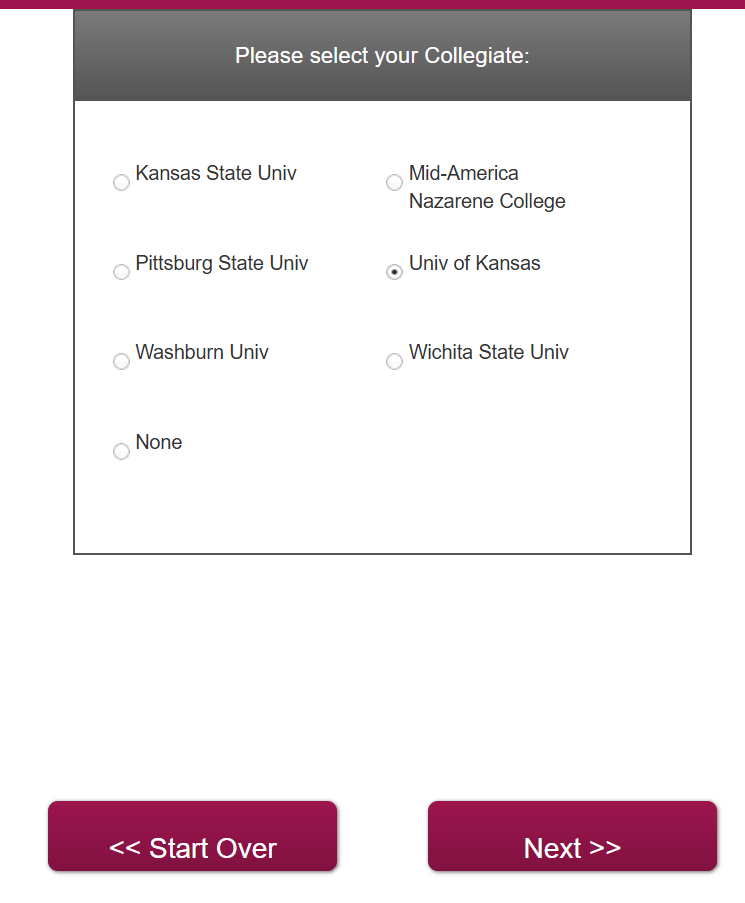 Please select your Collegiate:
Kansas State Univ
Mid-America
Nazarene College
Pittsburg State Univ
Univ of Kansas
Washburn Univ
Wichita State Univ
None
<< Start Over
Next >>